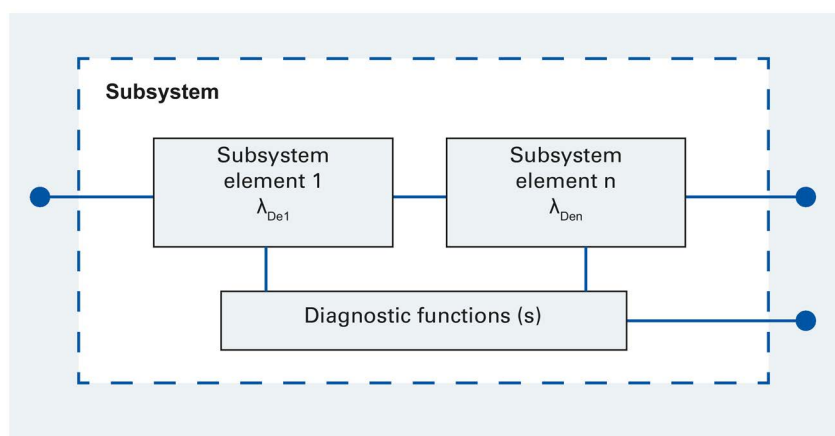 Subsystem
Subsystem
element 1
λDe1
Subsystem
element n
λDen
Diagnostic functions (s)